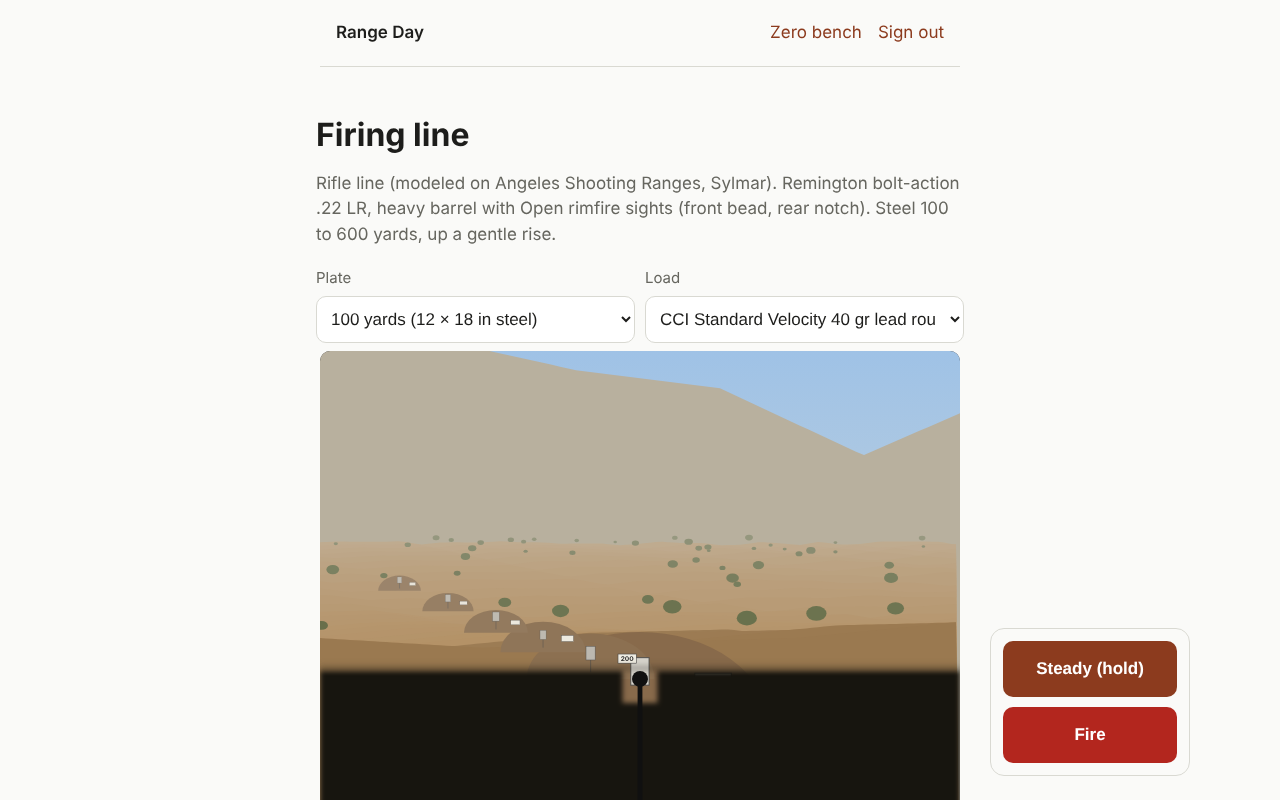 Range Day
Zero bench
Sign out
Firing line
Rifle line (modeled on Angeles Shooting Ranges, Sylmar). Remington bolt-action
.22 LR, heavy barrel with Open rimfire sights (front bead, rear notch). Steel 100
to 600 yards, up a gentle rise.
Plate
Load
100 yards (12 × 18 in steel)
CCI Standard Velocity 40 gr lead rou
200
Steady (hold)
Fire